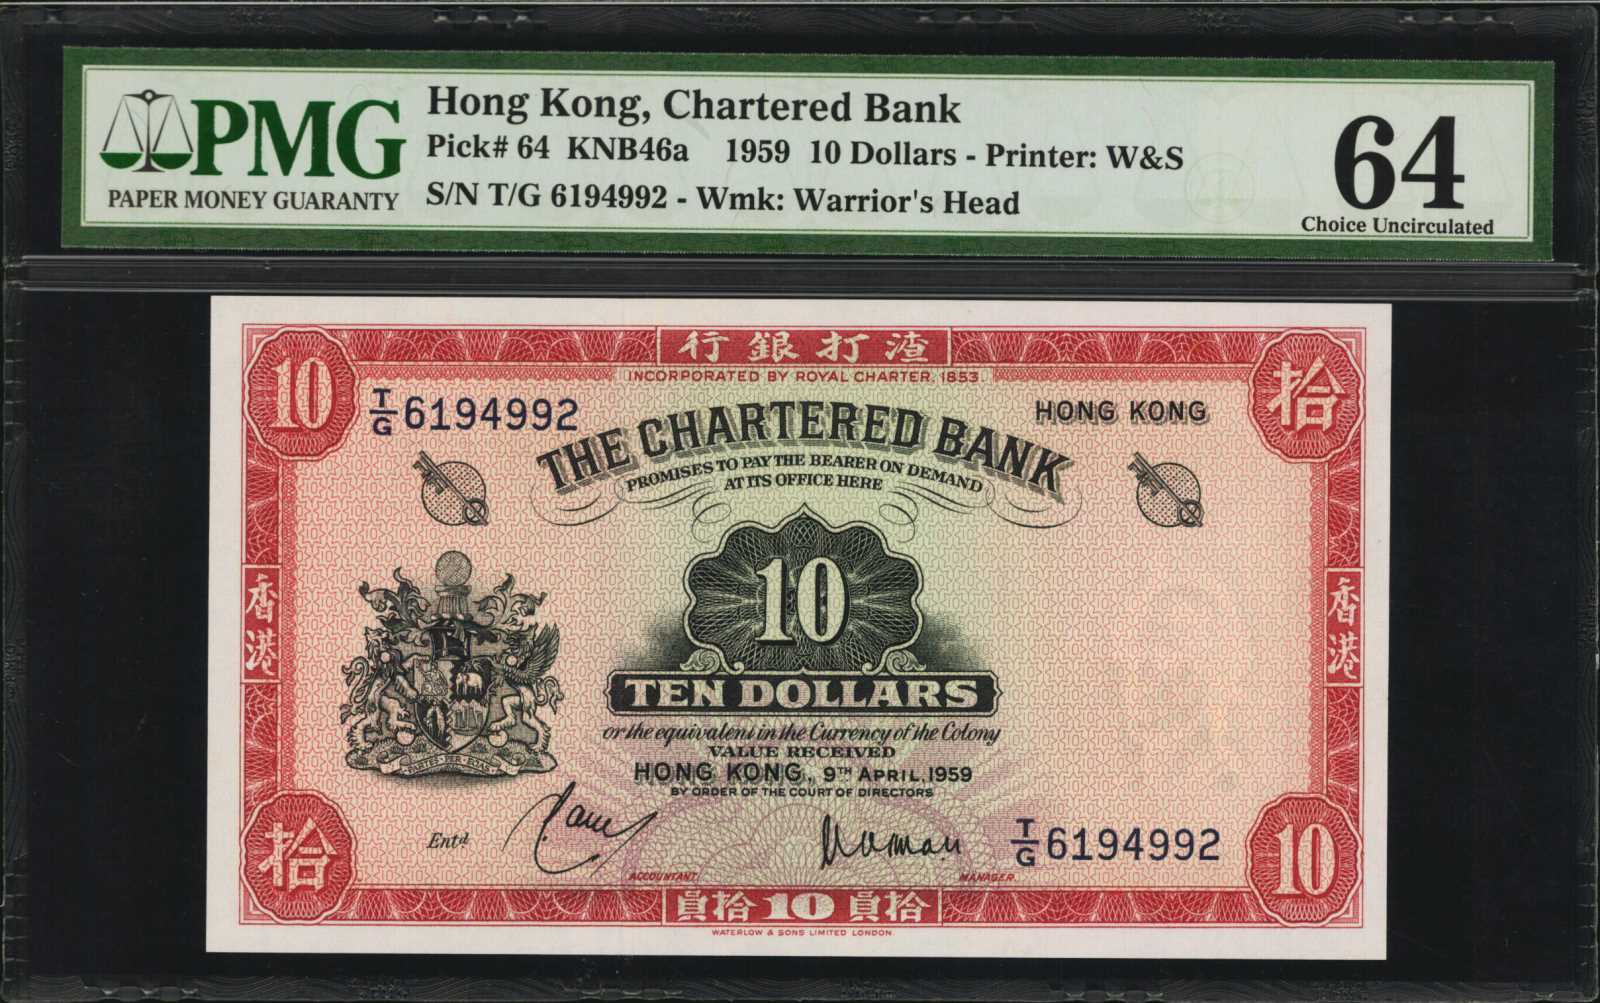 PMG
PAPER MONEY GUARANTY
Hong Kong, Chartered Bank
Pick# 64 KNB46a 1959 10 Dollars - Printer: W&S
S/N T/G 6194992 - Wmk: Warrior's Head
64
Choice Uncirculated
行銀打渣
INCORPORATED BY ROYAL CHARTER, 1853.
10
拾
T/G 6194992
HONG KONG
THE CHARTERED BANK
PROMISES TO PAY THE BEARER ON DEMAND
AT ITS OFFICE HERE
10
香港
香港
TEN DOLLARS
or the equivalent in the Currency of the Colony
VALUE RECEIVED
HONG KONG, 9TH APRIL, 1959
BY ORDER OF THE COURT OF DIRECTORS
Entd
T/G 6194992
ACCOUNTANT
MANAGER
拾
10
員拾 10 員拾
WATERLOW & SONS LIMITED LONDON